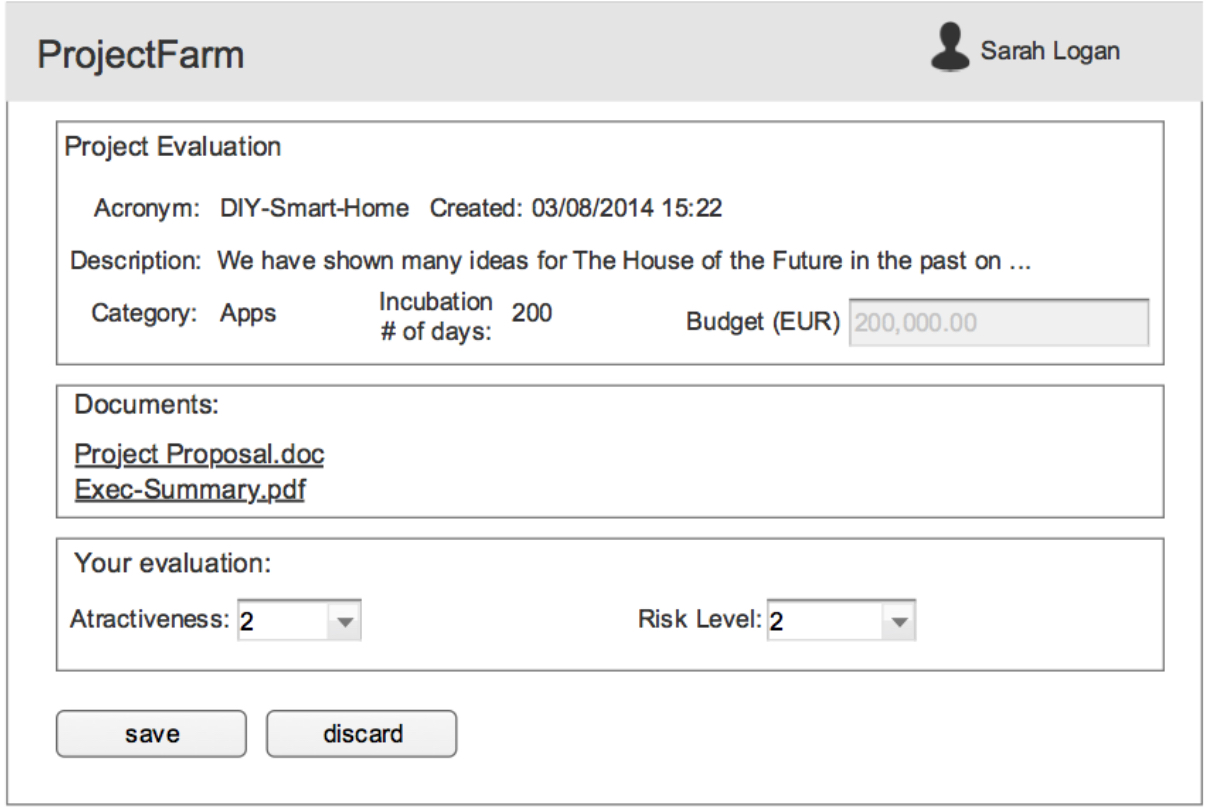 ProjectFarm
Sarah Logan
Project Evaluation
Acronym: DIY-Smart-Home Created: 03/08/2014 15:22
Description: We have shown many ideas for The House of the Future in the past on ...
Category: Apps
Incubation
# of days: 200
Budget (EUR) 200,000.00
Documents:
Project Proposal.doc
Exec-Summary.pdf
Your evaluation:
Atractiveness: 2 Risk Level: 2
save discard